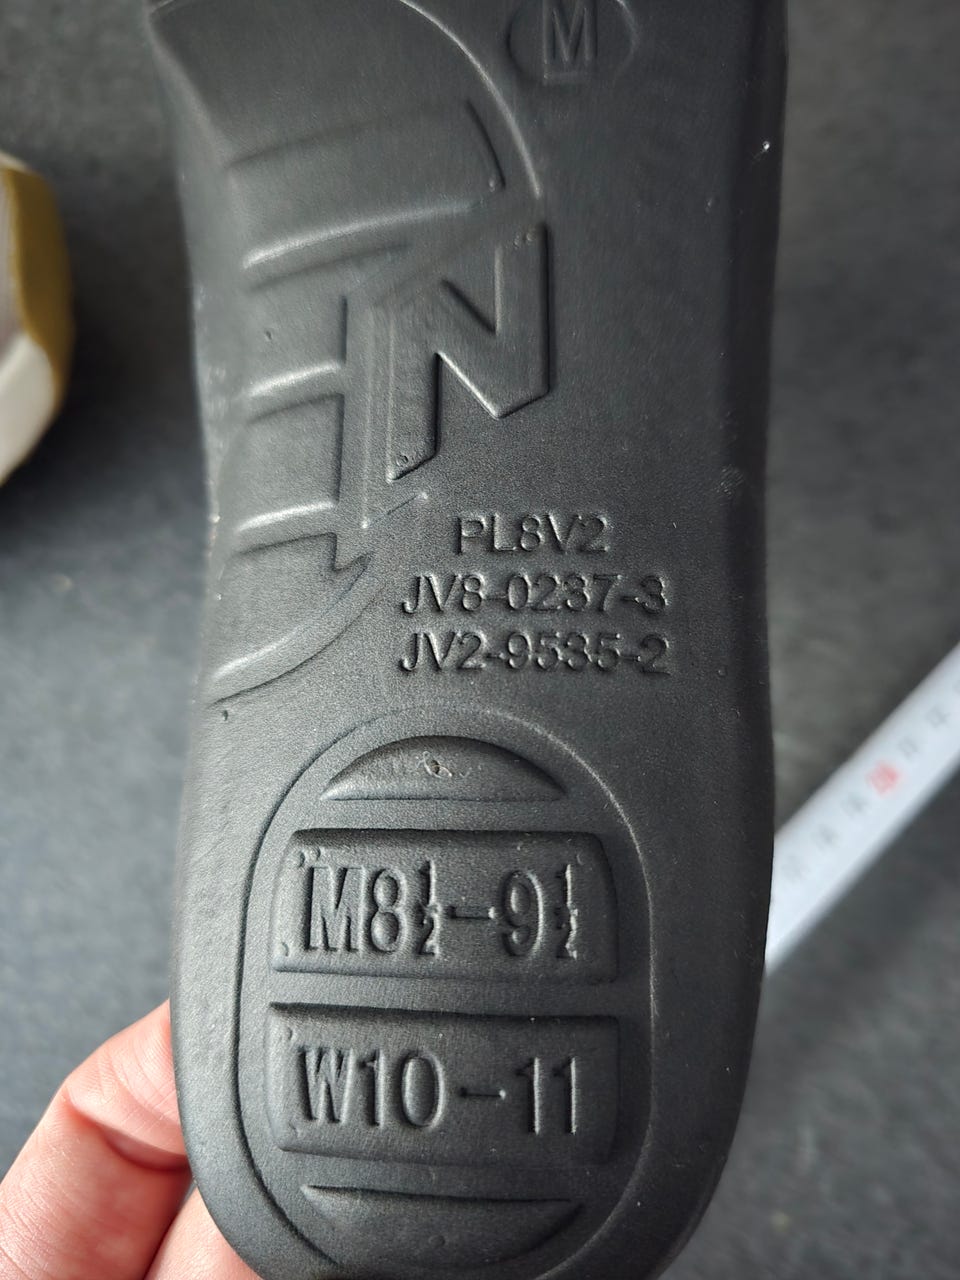 M
N
PL8V2
JV8-0237-3
JV2-9535-2
M8½-9½
W10-11